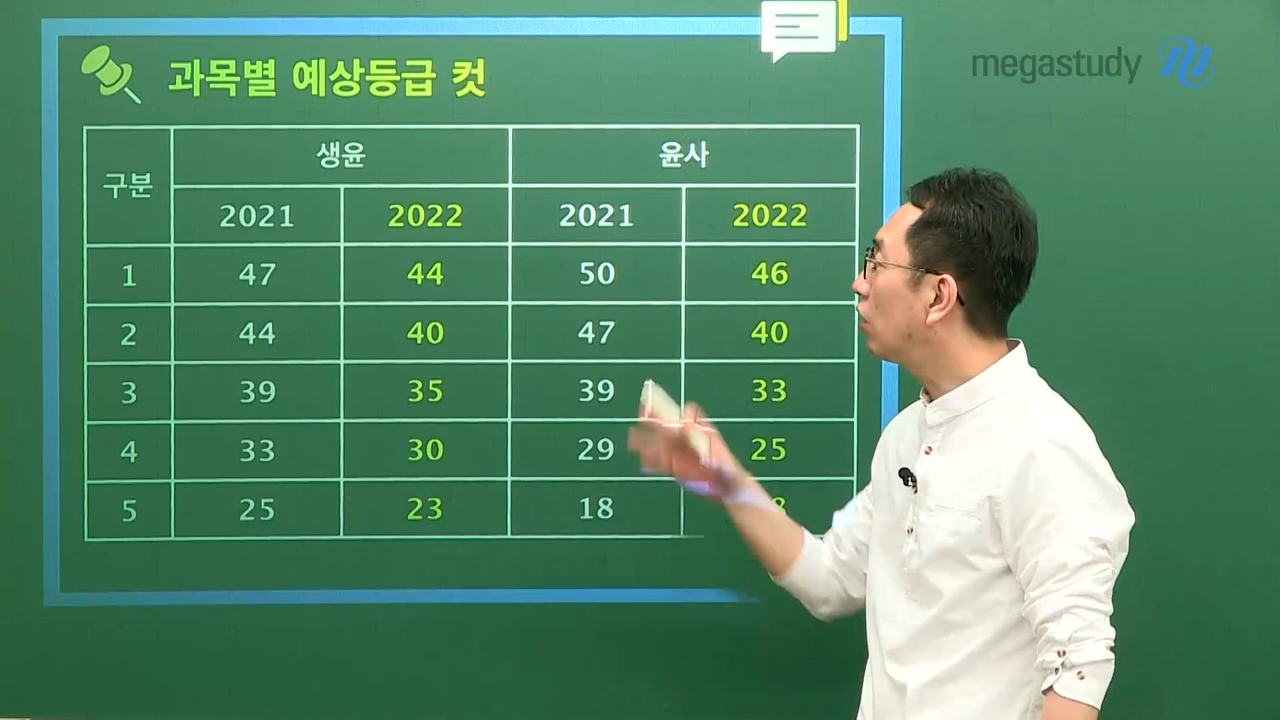 megastudy
과목별 예상등급 컷
구분 생윤 윤사
2021 2022 2021 2022
1 47 44 50 46
2 44 40 47 40
3 39 35 39 33
4 33 30 29 25
5 25 23 18